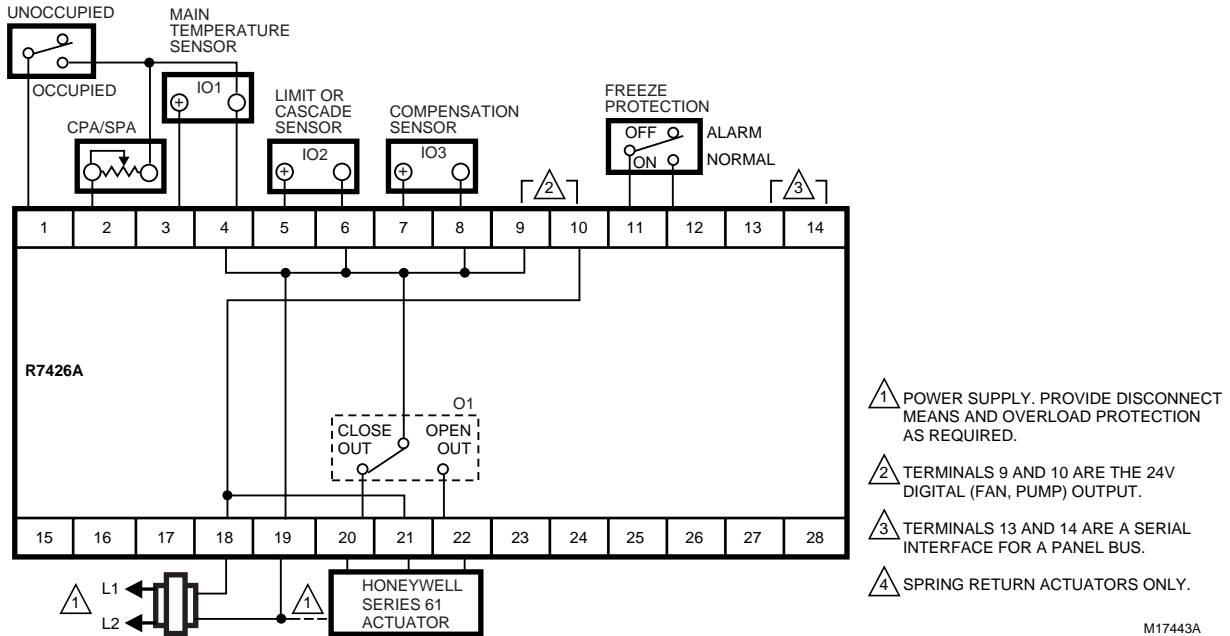 UNOCCUPIED
OCCUPIED
MAIN
TEMPERATURE
SENSOR
IO1
+
CPA/SPA
LIMIT OR
CASCADE
SENSOR
IO2
+
COMPENSATION
SENSOR
IO3
+
FREEZE
PROTECTION
OFF
ALARM
ON
NORMAL
2
3
1 2 3 4 5 6 7 8 9 10 11 12 13 14
R7426A
O1
CLOSE
OUT
OPEN
OUT
15 16 17 18 19 20 21 22 23 24 25 26 27 28
1
L1
L2
1
HONEYWELL
SERIES 61
ACTUATOR
1 POWER SUPPLY. PROVIDE DISCONNECT
MEANS AND OVERLOAD PROTECTION
AS REQUIRED.
2 TERMINALS 9 AND 10 ARE THE 24V
DIGITAL (FAN, PUMP) OUTPUT.
3 TERMINALS 13 AND 14 ARE A SERIAL
INTERFACE FOR A PANEL BUS.
4 SPRING RETURN ACTUATORS ONLY.
M17443A